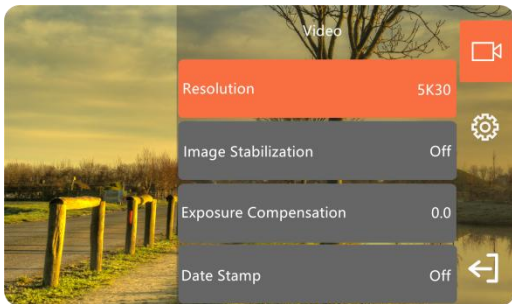 Video
Resolution 5K30
Image Stabilization Off
Exposure Compensation 0.0
Date Stamp Off